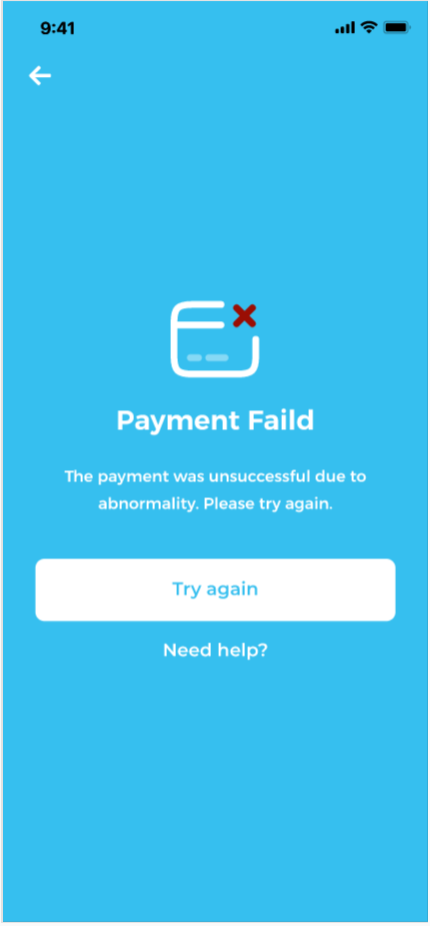 9:41
Payment Faild
The payment was unsuccessful due to
abnormality. Please try again.
Try again
Need help?